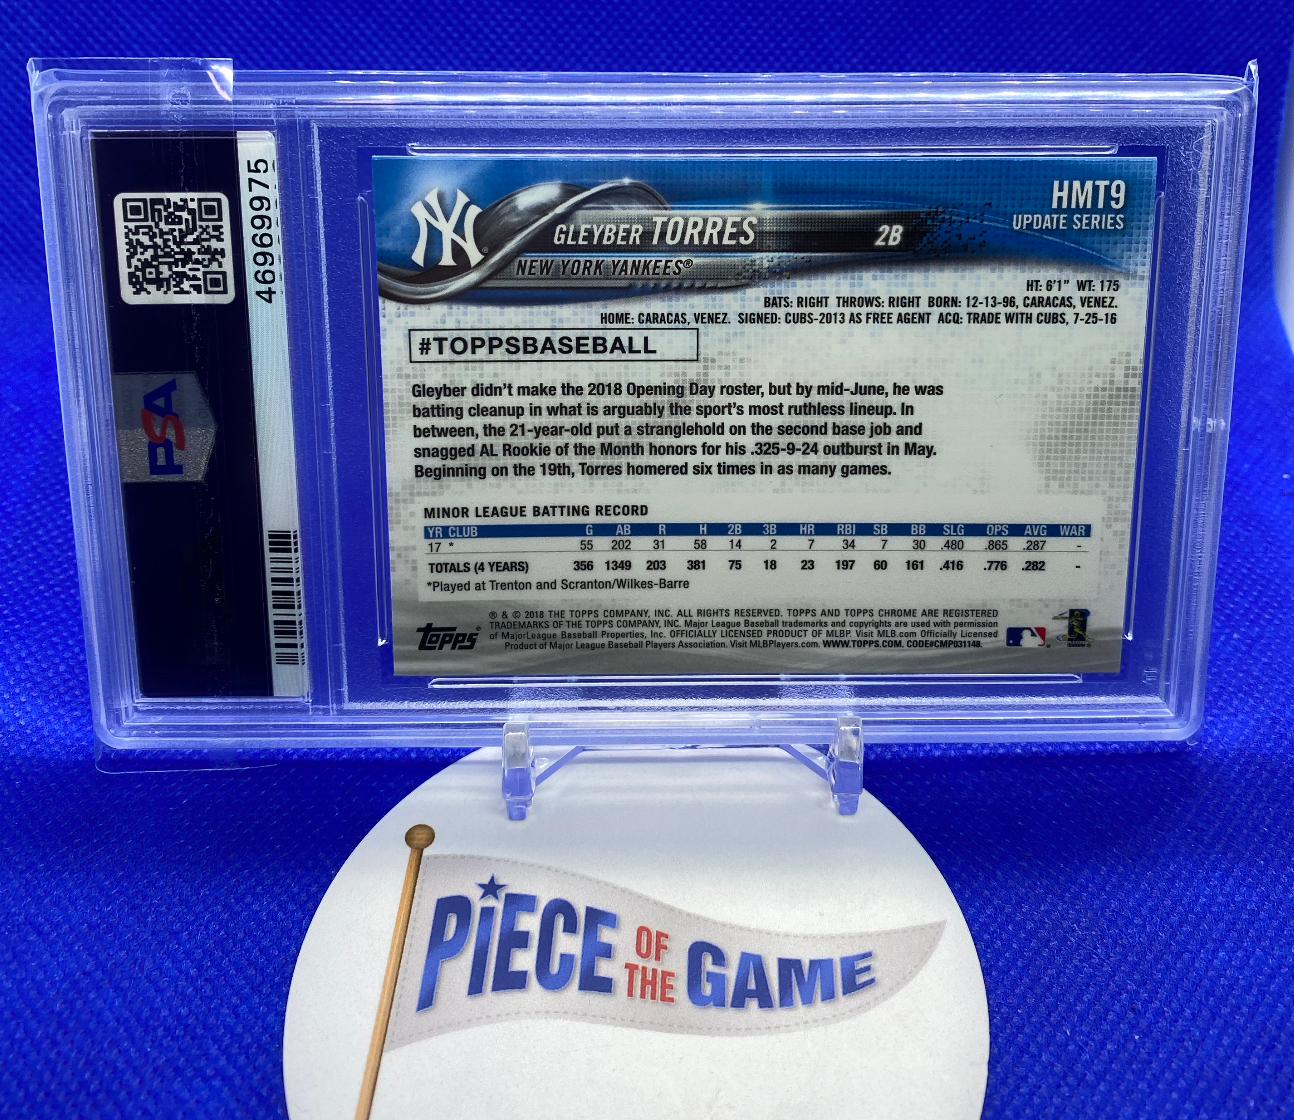 46969975
PSA
NY
GLEYBER TORRES
2B
NEW YORK YANKEES®
HMT9
UPDATE SERIES
HT: 6'1" WT: 175
BATS: RIGHT THROWS: RIGHT BORN: 12-13-96, CARACAS, VENEZ.
HOME: CARACAS, VENEZ. SIGNED: CUBS-2013 AS FREE AGENT ACQ: TRADE WITH CUBS, 7-25-16
#TOPPSBASEBALL
Gleyber didn't make the 2018 Opening Day roster, but by mid-June, he was
batting cleanup in what is arguably the sport's most ruthless lineup. In
between, the 21-year-old put a stranglehold on the second base job and
snagged AL Rookie of the Month honors for his .325-9-24 outburst in May.
Beginning on the 19th, Torres homered six times in as many games.
MINOR LEAGUE BATTING RECORD
YR CLUB G AB R H 2B 3B HR RBI SB BB SLG OPS AVG WAR
17 * 55 202 31 58 14 2 7 34 7 30 .480 .865 .287 -
TOTALS (4 YEARS) 356 1349 203 381 75 18 23 197 60 161 .416 .776 .282 -
*Played at Trenton and Scranton/Wilkes-Barre
® & © 2018 THE TOPPS COMPANY, INC. ALL RIGHTS RESERVED. TOPPS AND TOPPS CHROME ARE REGISTERED
TRADEMARKS OF THE TOPPS COMPANY, INC. Major League Baseball trademarks and copyrights are used with permission
of MajorLeague Baseball Properties, Inc. OFFICIALLY LICENSED PRODUCT OF MLBP. Visit MLB.com Officially Licensed
Product of Major League Baseball Players Association. Visit MLBPlayers.com. WWW.TOPPS.COM. CODE#CMP031148.
TOPPS
PIECE OF THE GAME